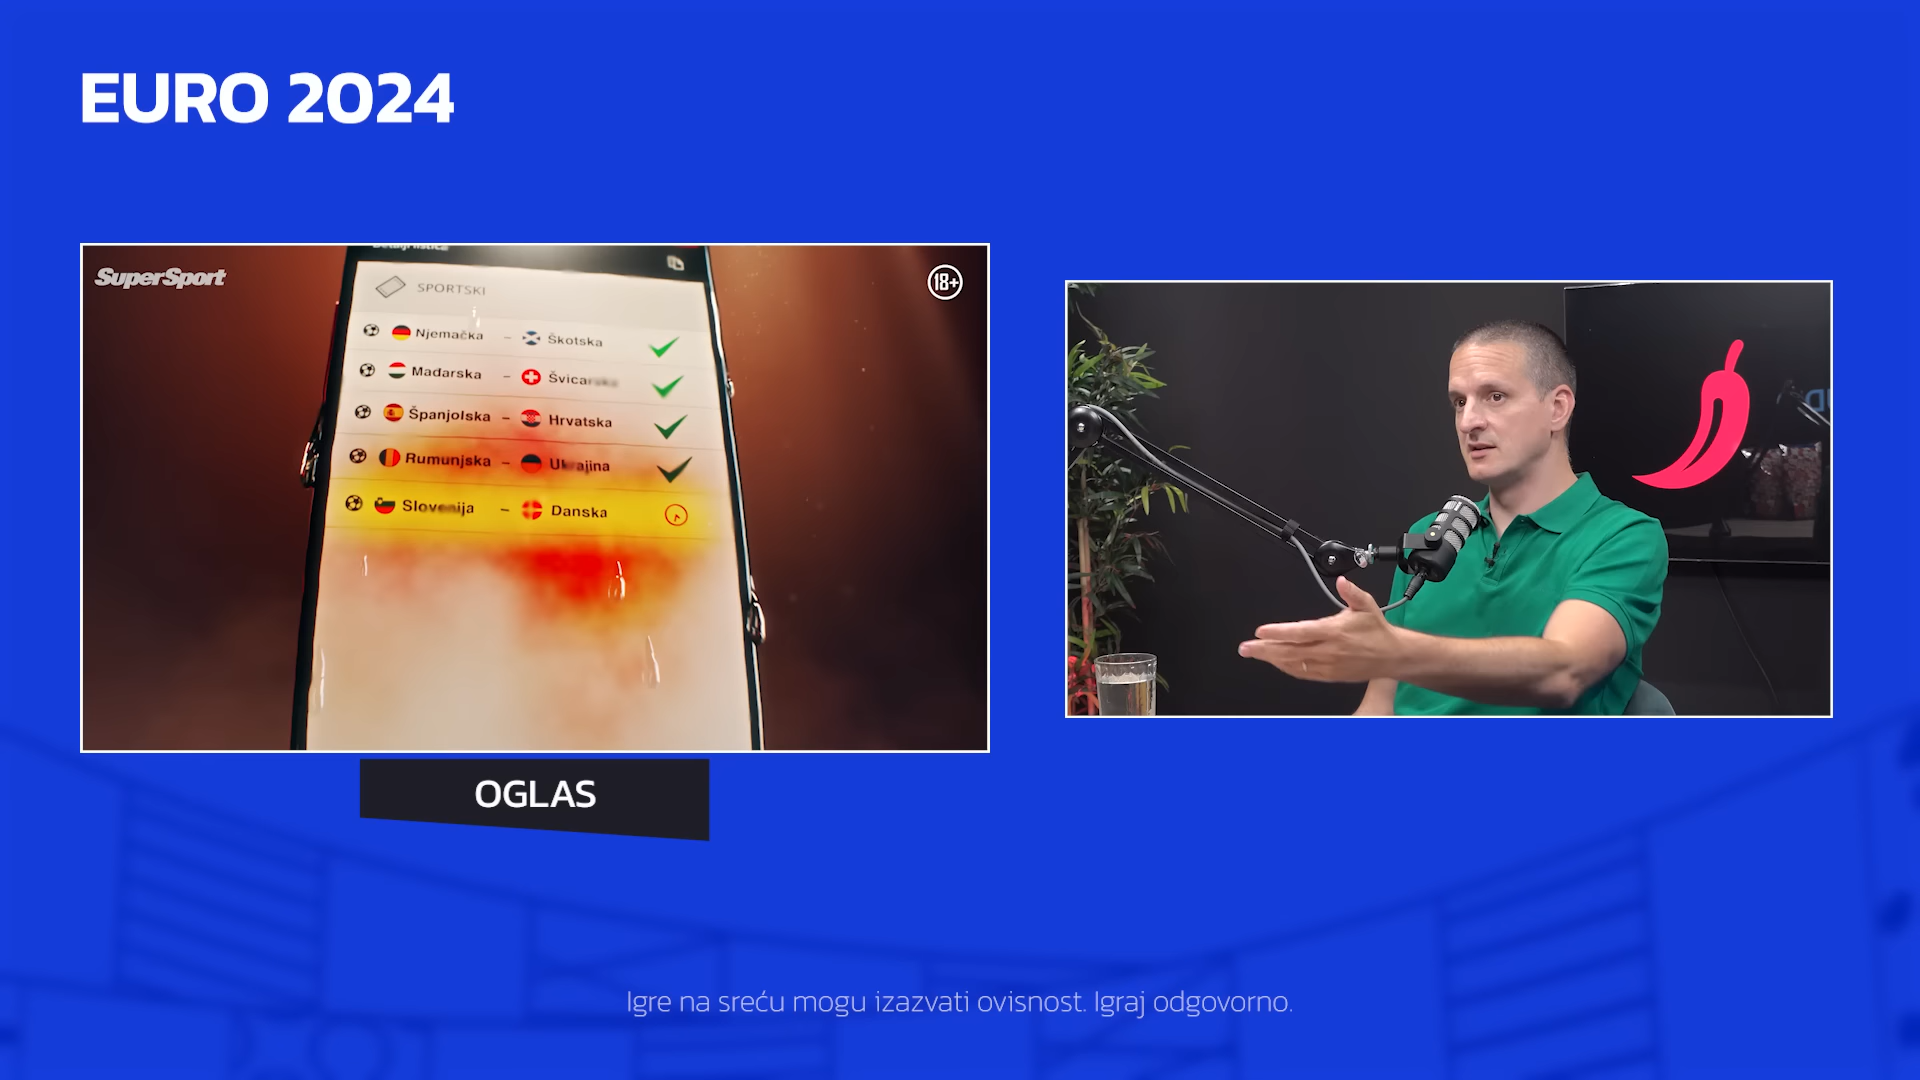 EURO 2024
SuperSport
18+
SPORTSKI
Njemačka - Škotska
Mađarska - Švicarska
Španjolska - Hrvatska
Rumunjska - Ukrajina
Slovenija - Danska
OGLAS
Igre na sreću mogu izazvati ovisnost. Igraj odgovorno.